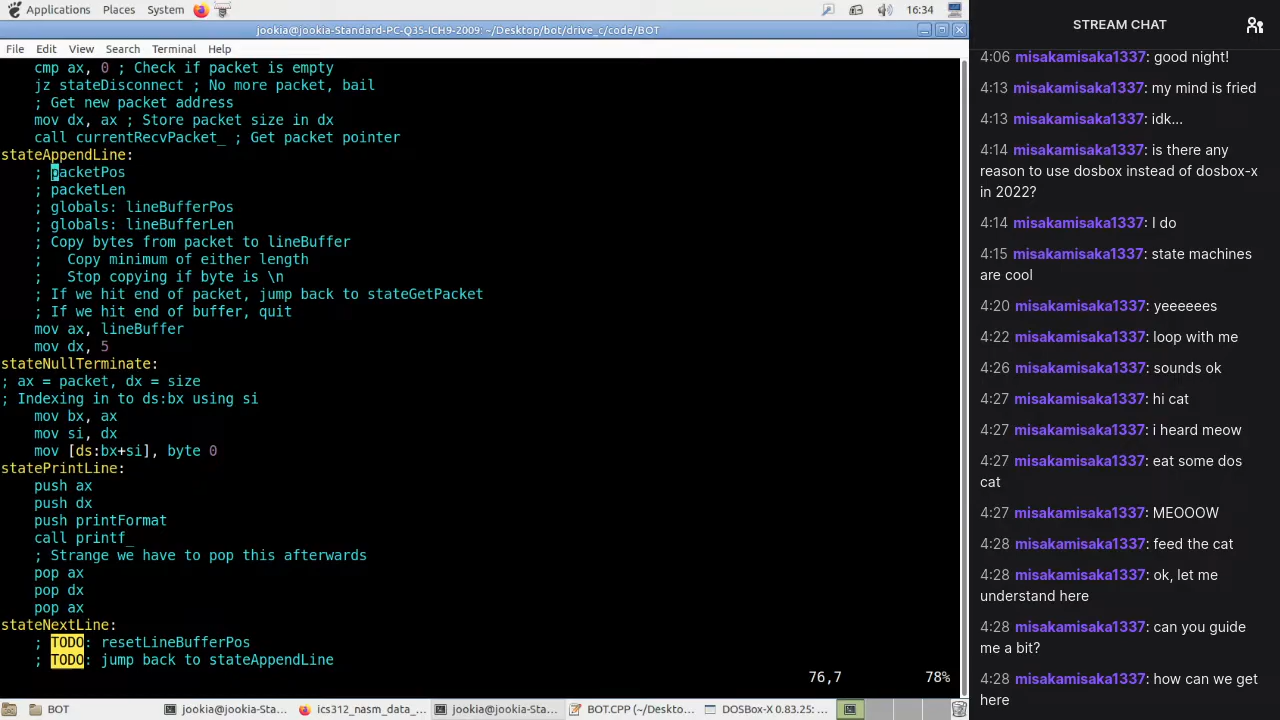 Applications Places System 16:34
jookia@jookia-Standard-PC-Q35-ICH9-2009: ~/Desktop/bot/drive_c/code/BOT
File Edit View Search Terminal Help
cmp ax, 0 ; Check if packet is empty
jz stateDisconnect ; No more packet, bail
; Get new packet address
mov dx, ax ; Store packet size in dx
call currentRecvPacket_ ; Get packet pointer
stateAppendLine:
; packetPos
; packetLen
; globals: lineBufferPos
; globals: lineBufferLen
; Copy bytes from packet to lineBuffer
;   Copy minimum of either length
;   Stop copying if byte is \n
; If we hit end of packet, jump back to stateGetPacket
; If we hit end of buffer, quit
mov ax, lineBuffer
mov dx, 5
stateNullTerminate:
; ax = packet, dx = size
; Indexing in to ds:bx using si
mov bx, ax
mov si, dx
mov [ds:bx+si], byte 0
statePrintLine:
push ax
push dx
push printFormat
call printf_
; Strange we have to pop this afterwards
pop ax
pop dx
pop ax
stateNextLine:
; TODO: resetLineBufferPos
; TODO: jump back to stateAppendLine
76,7 78%
BOT jookia@jookia-Sta... ics312_nasm_data_... jookia@jookia-Sta... BOT.CPP (~/Deskto... DOSBox-X 0.83.25: ...
STREAM CHAT
4:06 misakamisaka1337: good night!
4:13 misakamisaka1337: my mind is fried
4:13 misakamisaka1337: idk...
4:14 misakamisaka1337: is there any
reason to use dosbox instead of dosbox-x
in 2022?
4:14 misakamisaka1337: I do
4:15 misakamisaka1337: state machines
are cool
4:20 misakamisaka1337: yeeeeees
4:22 misakamisaka1337: loop with me
4:26 misakamisaka1337: sounds ok
4:27 misakamisaka1337: hi cat
4:27 misakamisaka1337: i heard meow
4:27 misakamisaka1337: eat some dos
cat
4:27 misakamisaka1337: MEOOOW
4:28 misakamisaka1337: feed the cat
4:28 misakamisaka1337: ok, let me
understand here
4:28 misakamisaka1337: can you guide
me a bit?
4:28 misakamisaka1337: how can we get
here